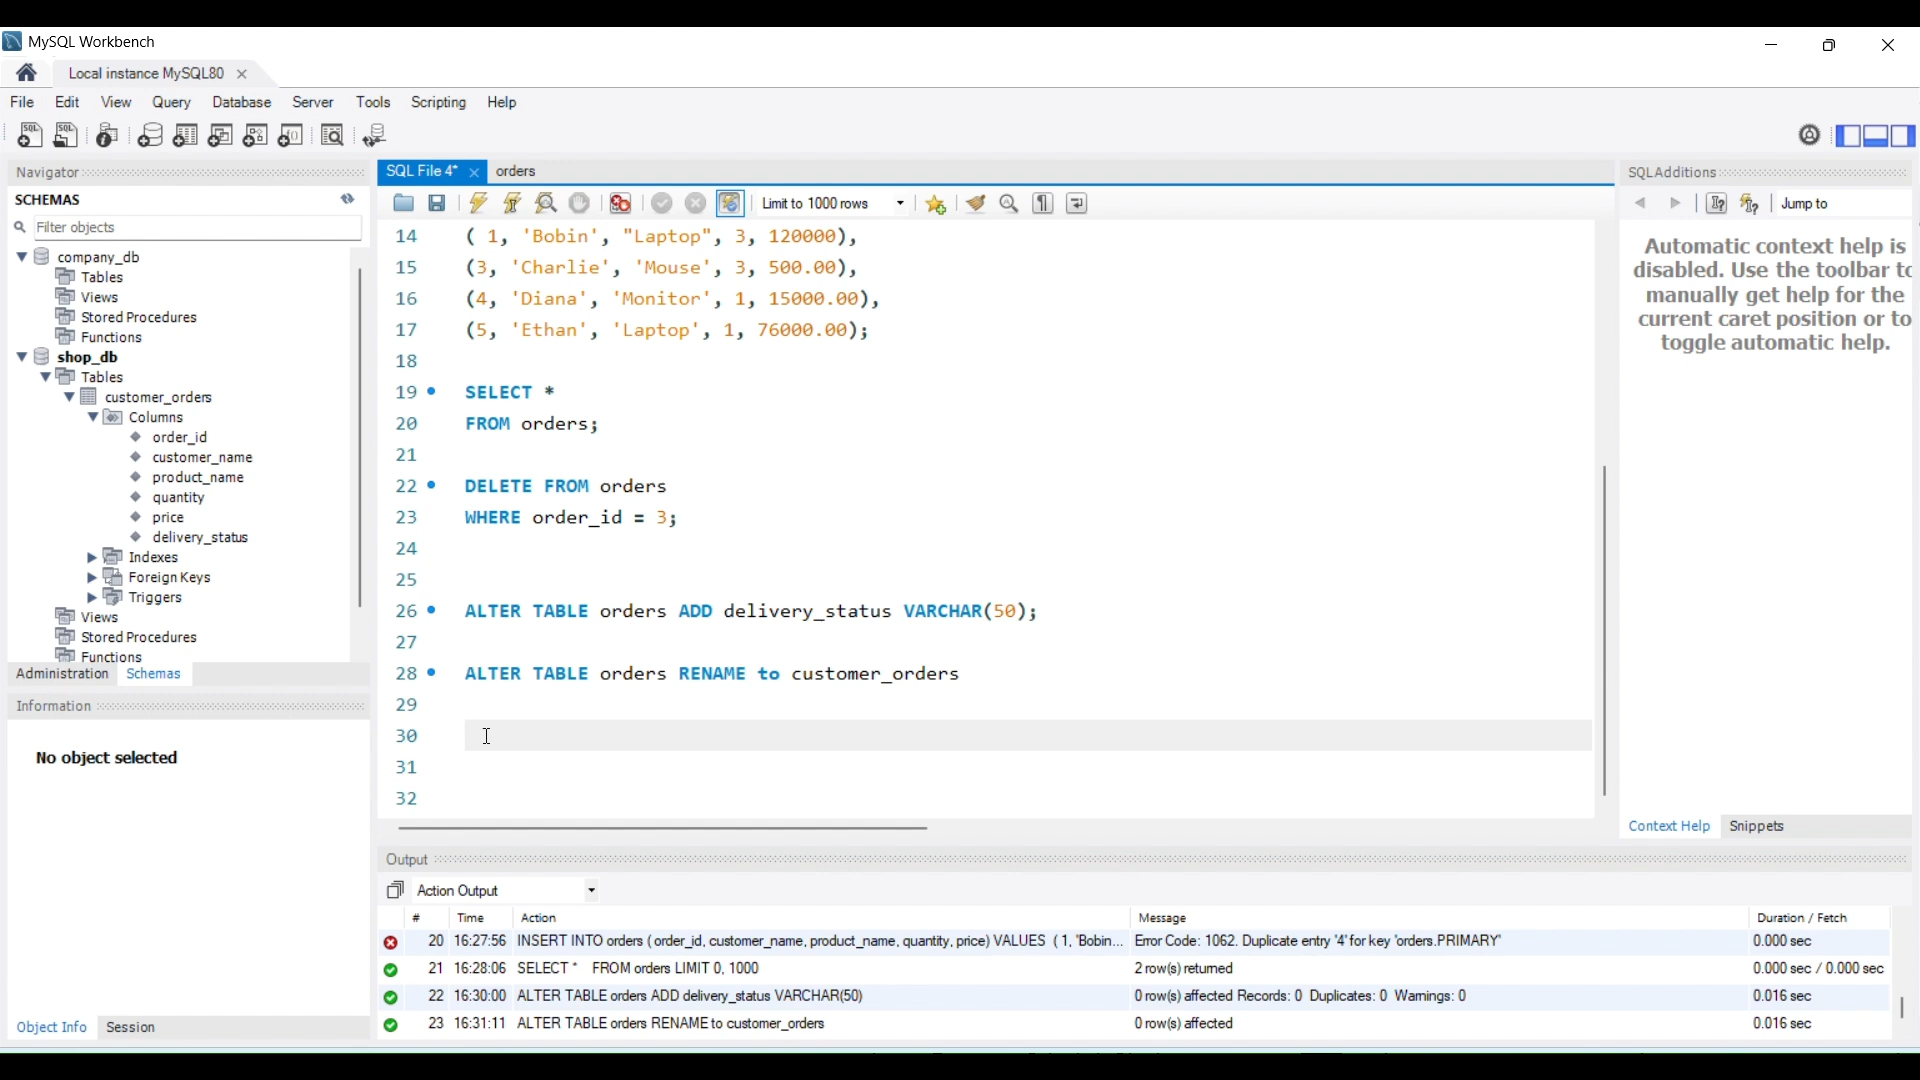 MySQL Workbench
Local instance MySQL80
File Edit View Query Database Server Tools Scripting Help
Navigator
SCHEMAS
Filter objects
company_db
Tables
Views
Stored Procedures
Functions
shop_db
Tables
customer_orders
Columns
order_id
customer_name
product_name
quantity
price
delivery_status
Indexes
Foreign Keys
Triggers
Views
Stored Procedures
Functions
Administration Schemas
Information
No object selected
Object Info Session
SQL File 4* orders
Limit to 1000 rows
14 ( 1, 'Bobin', "Laptop", 3, 120000),
15 (3, 'Charlie', 'Mouse', 3, 500.00),
16 (4, 'Diana', 'Monitor', 1, 15000.00),
17 (5, 'Ethan', 'Laptop', 1, 76000.00);
18
19 SELECT *
20 FROM orders;
21
22 DELETE FROM orders
23 WHERE order_id = 3;
24
25
26 ALTER TABLE orders ADD delivery_status VARCHAR(50);
27
28 ALTER TABLE orders RENAME to customer_orders
29
30
31
32
SQLAdditions
Jump to
Automatic context help is
disabled. Use the toolbar to
manually get help for the
current caret position or to
toggle automatic help.
Context Help Snippets
Output
Action Output
# Time Action Message Duration / Fetch
20 16:27:56 INSERT INTO orders ( order_id, customer_name, product_name, quantity, price) VALUES ( 1, 'Bobin... Error Code: 1062. Duplicate entry '4' for key 'orders.PRIMARY' 0.000 sec
21 16:28:06 SELECT * FROM orders LIMIT 0, 1000 2 row(s) returned 0.000 sec / 0.000 sec
22 16:30:00 ALTER TABLE orders ADD delivery_status VARCHAR(50) 0 row(s) affected Records: 0 Duplicates: 0 Warnings: 0 0.016 sec
23 16:31:11 ALTER TABLE orders RENAME to customer_orders 0 row(s) affected 0.016 sec